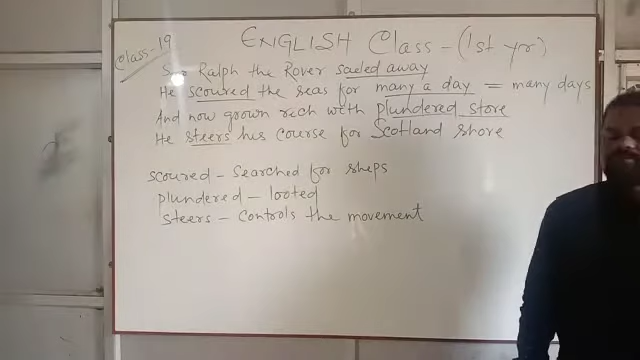 Class-19
ENGLISH Class - (1st yr)
Sir Ralph the Rover sailed away
He scoured the seas for many a day = many days
And now grown rich with plundered store
He steers his course for Scotland shore
scoured - Searched for ships
plundered - looted
steers - controls the movement